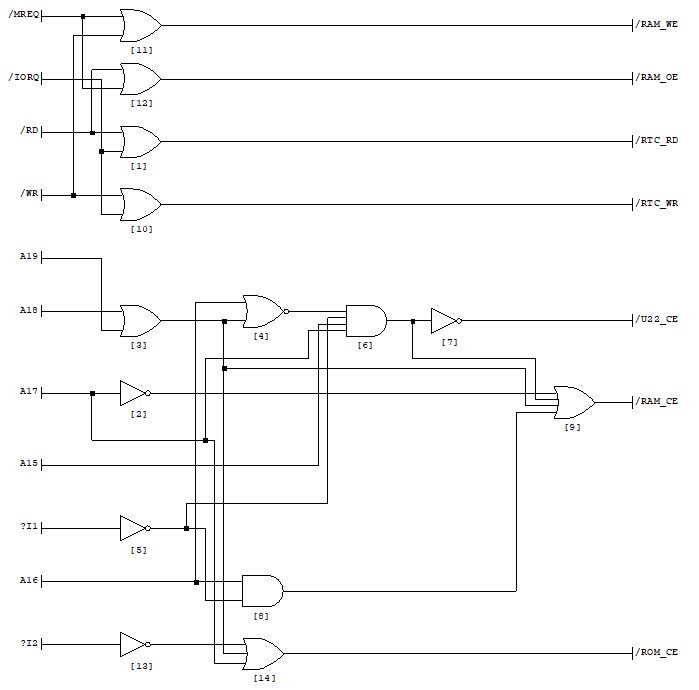 /MREQ
/RAM_WE
[11]
/IORQ
/RAM_OE
[12]
/RD
/RTC_RD
[1]
/WR
/RTC_WR
[10]
A19
A18
/U22_CE
[3]
[4]
[6]
[7]
A17
/RAM_CE
[2]
[9]
A15
?I1
[5]
A16
[8]
?I2
/ROM_CE
[13]
[14]